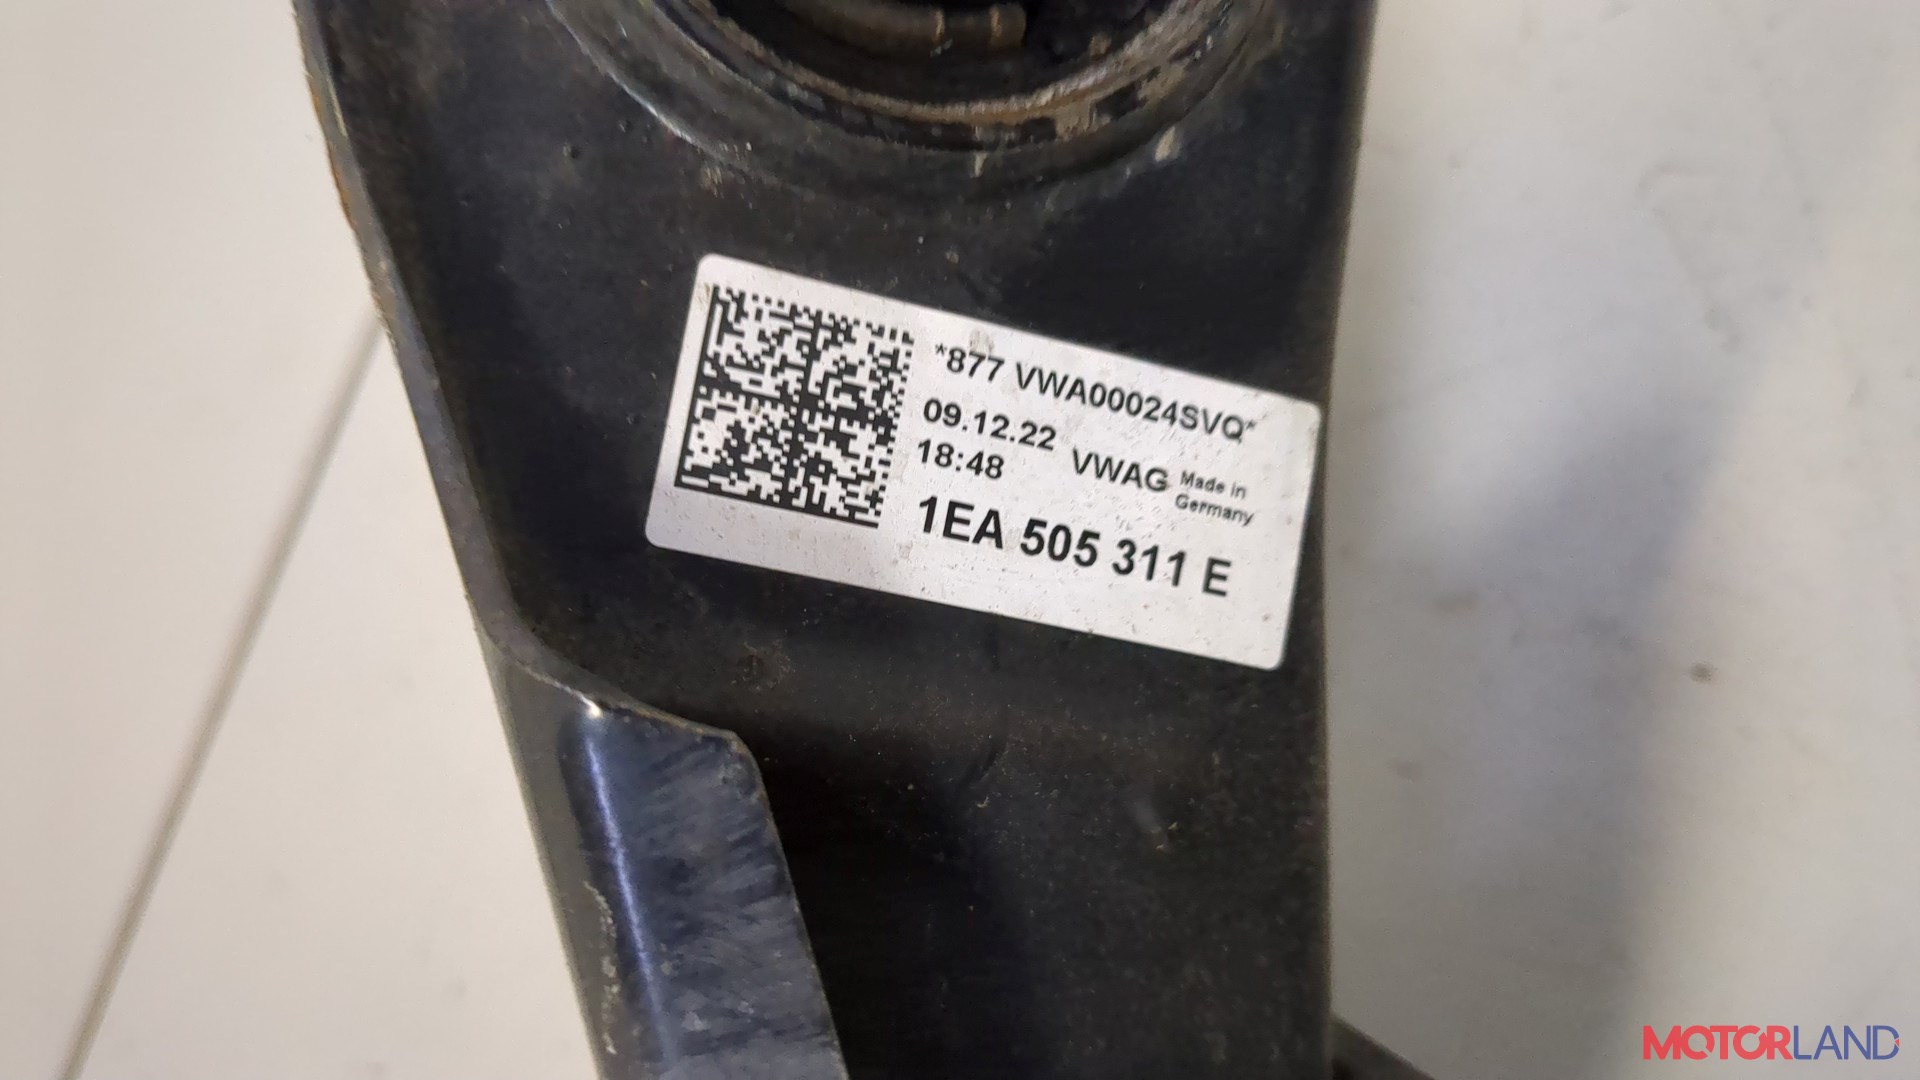 *877 VWA00024SVQ*
09.12.22
18:48
VWAG
Made in
Germany
1EA 505 311 E
MOTORLAND